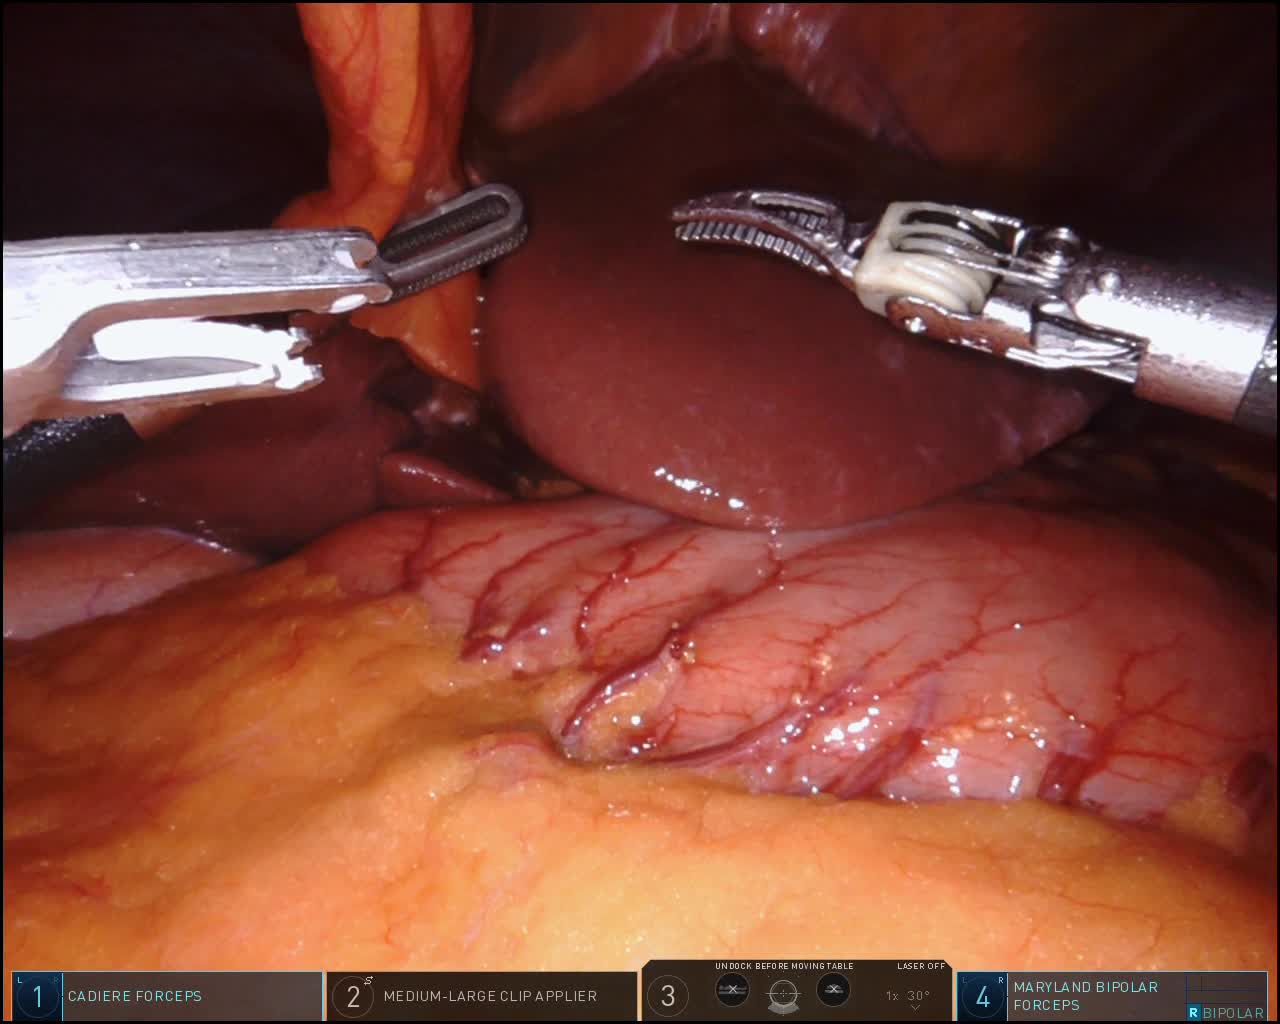 UNDOCK BEFORE MOVING TABLE
LASER OFF
L
1
CADIERE FORCEPS
2
MEDIUM-LARGE CLIP APPLIER
3
1x 30°
4
R
MARYLAND BIPOLAR
FORCEPS
R BIPOLAR